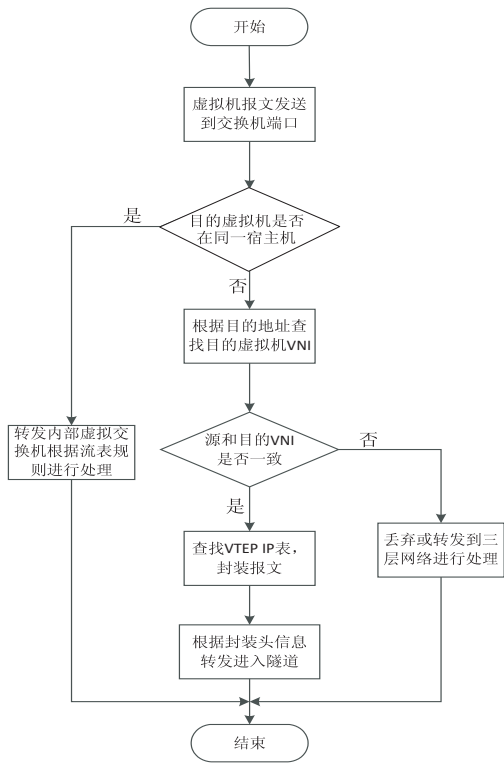 开始
虚拟机报文发送
到交换机端口
目的虚拟机是否
在同一宿主机
是
否
根据目的地址查
找目的虚拟机VNI
源和目的VNI
是否一致
否
是
转发内部虚拟交
换机根据流表规
则进行处理
查找VTEP IP表，
封装报文
丢弃或转发到三
层网络进行处理
根据封装头信息
转发进入隧道
结束